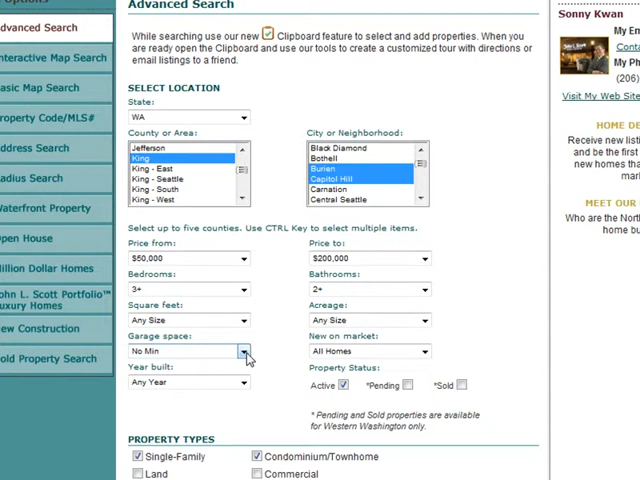 Options
Advanced Search
Advanced Search
Interactive Map Search
Basic Map Search
Property Code/MLS#
Address Search
Radius Search
Waterfront Property
Open House
Million Dollar Homes
John L. Scott Portfolio™
Luxury Homes
New Construction
Sold Property Search
While searching use our new Clipboard feature to select and add properties. When
you are ready open the Clipboard and use our tools to create a customized tour with directions or
email listings to a friend.
SELECT LOCATION
State:
WA
County or Area:
Jefferson
King
King - East
King - Seattle
King - South
King - West
City or Neighborhood:
Black Diamond
Bothell
Burien
Capitol Hill
Carnation
Central Seattle
Select up to five counties. Use CTRL Key to select multiple items.
Price from: Price to:
$50,000 $200,000
Bedrooms: Bathrooms:
3+ 2+
Square feet: Acreage:
Any Size Any Size
Garage space: New on market:
No Min All Homes
Year built: Property Status:
Any Year Active *Pending *Sold
* Pending and Sold properties are available
for Western Washington only.
PROPERTY TYPES
Single-Family Condominium/Townhome
Land Commercial
Sonny Kwan
My Em
Conta
My Ph
(206)
Visit My Web Site
HOME DE
Receive new listi
and be the first
new homes tha
mark
MEET OUR
Who are the Nort
home bu